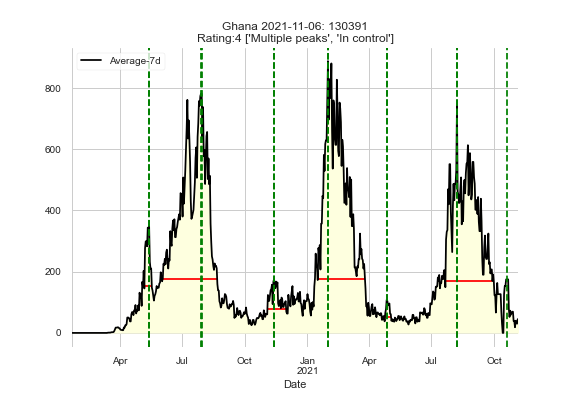 Ghana 2021-11-06: 130391
Rating:4 ['Multiple peaks', 'In control']
Average-7d
800
600
400
200
0
Apr Jul Oct Jan Apr Jul Oct
2021
Date